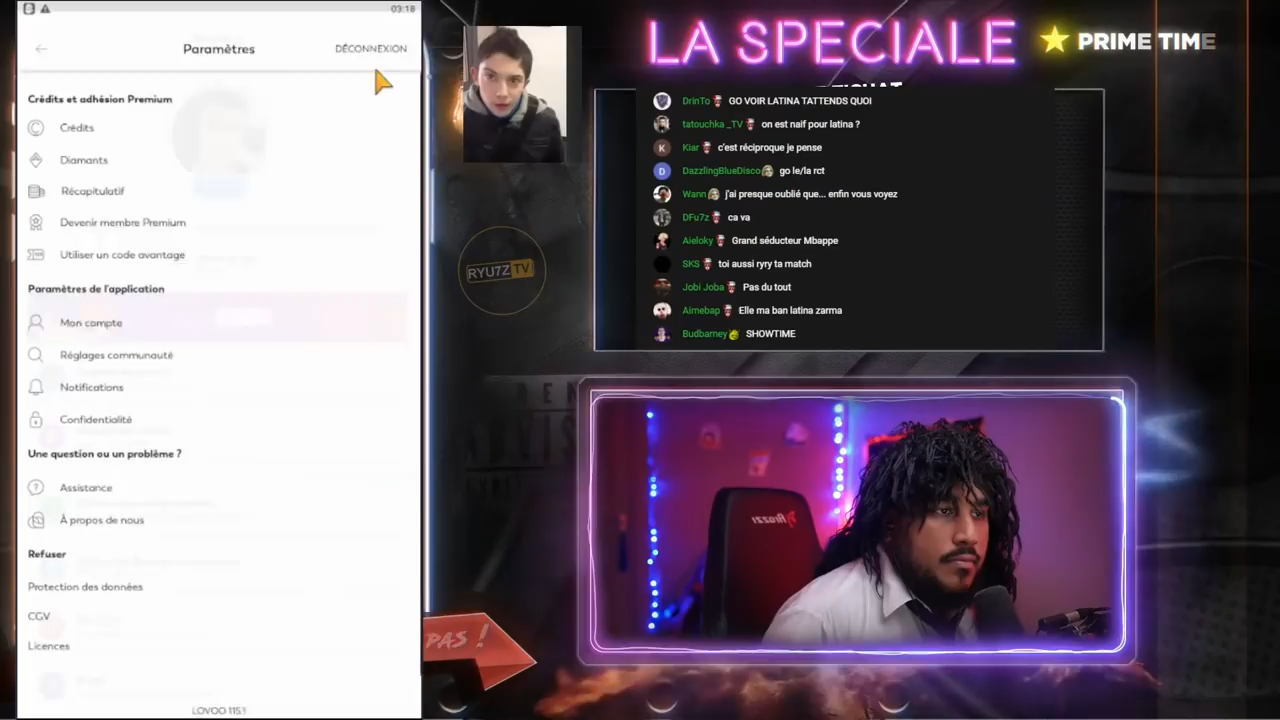 03:18
Paramètres
DÉCONNEXION
Crédits et adhésion Premium
Crédits
Diamants
Récapitulatif
Devenir membre Premium
Utiliser un code avantage
Paramètres de l'application
Mon compte
Réglages communauté
Notifications
Confidentialité
Une question ou un problème ?
Assistance
À propos de nous
Refuser
Protection des données
CGV
Licences
LOVOO 115.1
RYU7Z TV
PAS !
LA SPECIALE
PRIME TIME
DrinTo GO VOIR LATINA TATTENDS QUOI
tatouchka _TV on est naif pour latina ?
Kiar c'est réciproque je pense
DazzlingBlueDisco go le/la rct
Wann j'ai presque oublié que... enfin vous voyez
DFu7z ca va
Aieloky Grand séducteur Mbappe
SKS toi aussi ryry ta match
Jobi Joba Pas du tout
Aimebap Elle ma ban latina zarma
Budbarney SHOWTIME
Arozzi